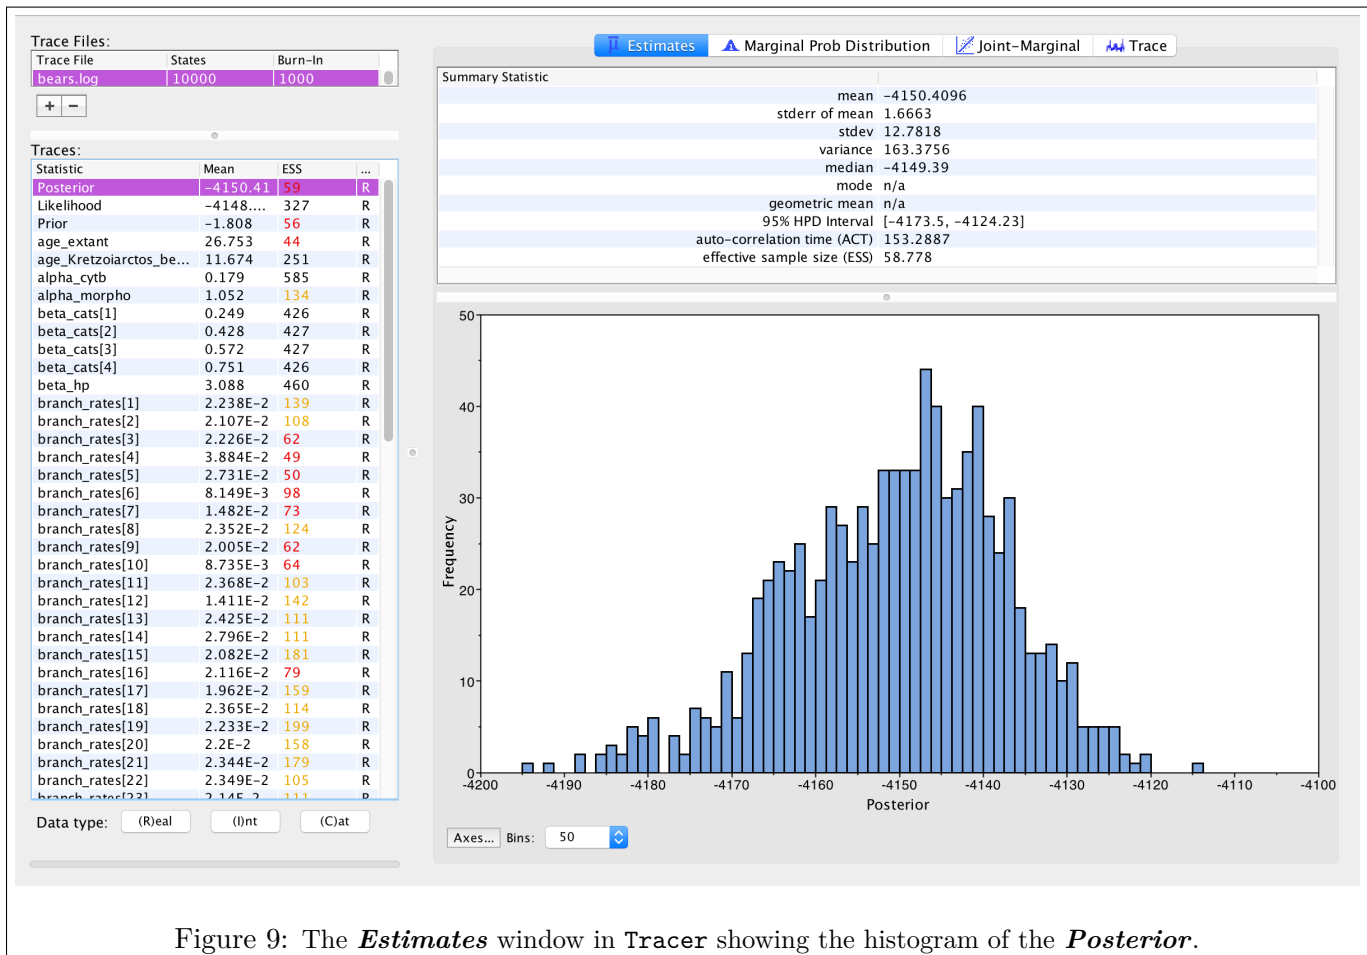 Trace Files:
Trace File States Burn-In
bears.log 10000 1000
+ −
Traces:
Statistic Mean ESS ...
Posterior -4150.41 59 R
Likelihood -4148.... 327 R
Prior -1.808 56 R
age_extant 26.753 44 R
age_Kretzoiarctos_be... 11.674 251 R
alpha_cytb 0.179 585 R
alpha_morpho 1.052 134 R
beta_cats[1] 0.249 426 R
beta_cats[2] 0.428 427 R
beta_cats[3] 0.572 427 R
beta_cats[4] 0.751 426 R
beta_hp 3.088 460 R
branch_rates[1] 2.238E-2 139 R
branch_rates[2] 2.107E-2 108 R
branch_rates[3] 2.226E-2 62 R
branch_rates[4] 3.884E-2 49 R
branch_rates[5] 2.731E-2 50 R
branch_rates[6] 8.149E-3 98 R
branch_rates[7] 1.482E-2 73 R
branch_rates[8] 2.352E-2 124 R
branch_rates[9] 2.005E-2 62 R
branch_rates[10] 8.735E-3 64 R
branch_rates[11] 2.368E-2 103 R
branch_rates[12] 1.411E-2 142 R
branch_rates[13] 2.425E-2 111 R
branch_rates[14] 2.796E-2 111 R
branch_rates[15] 2.082E-2 181 R
branch_rates[16] 2.116E-2 79 R
branch_rates[17] 1.962E-2 159 R
branch_rates[18] 2.365E-2 114 R
branch_rates[19] 2.233E-2 199 R
branch_rates[20] 2.2E-2 158 R
branch_rates[21] 2.344E-2 179 R
branch_rates[22] 2.349E-2 105 R
branch_rates[23] 2.14E-2 111 R
Data type: (R)eal (I)nt (C)at
Estimates Marginal Prob Distribution Joint-Marginal Trace
Summary Statistic
mean -4150.4096
stderr of mean 1.6663
stdev 12.7818
variance 163.3756
median -4149.39
mode n/a
geometric mean n/a
95% HPD Interval [-4173.5, -4124.23]
auto-correlation time (ACT) 153.2887
effective sample size (ESS) 58.778
50
40
30
20
10
0
Frequency
-4200 -4190 -4180 -4170 -4160 -4150 -4140 -4130 -4120 -4110 -4100
Posterior
Axes... Bins: 50
Figure 9: The Estimates window in Tracer showing the histogram of the Posterior.